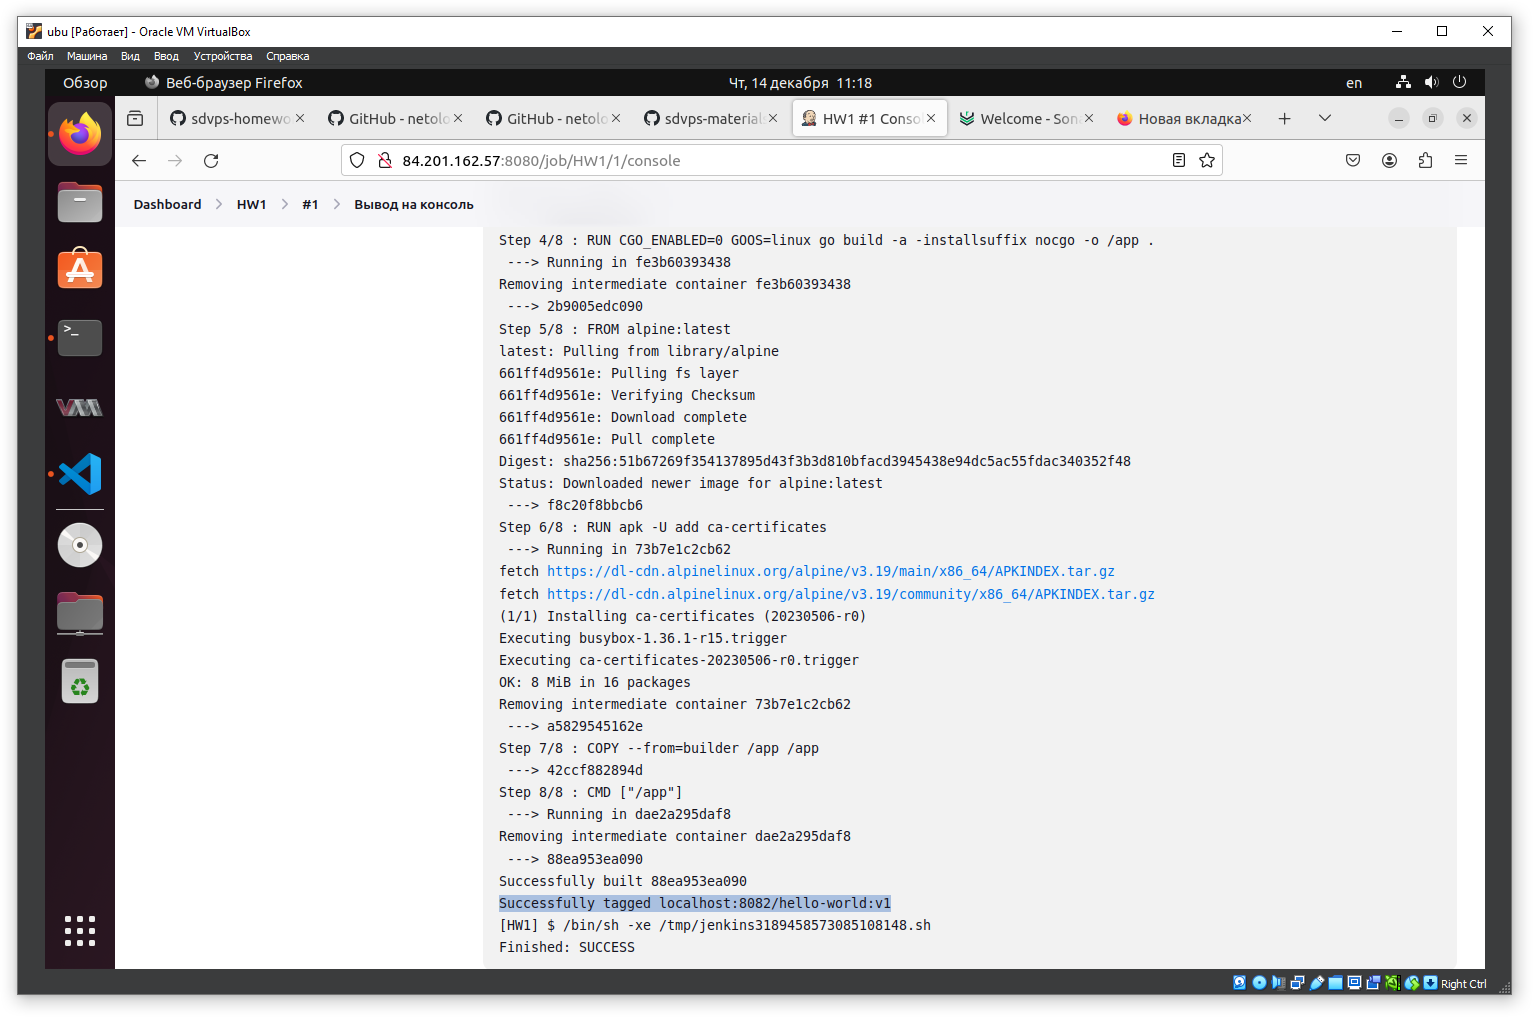 ubu [Работает] - Oracle VM VirtualBox
Файл Машина Вид Ввод Устройства Справка
Обзор Веб-браузер Firefox Чт, 14 декабря 11:18 en
sdvps-homewo GitHub - netolo GitHub - netolo sdvps-materials HW1 #1 Conso Welcome - Son Новая вкладка
84.201.162.57:8080/job/HW1/1/console
Dashboard HW1 #1 Вывод на консоль
Step 4/8 : RUN CGO_ENABLED=0 GOOS=linux go build -a -installsuffix nocgo -o /app .
---> Running in fe3b60393438
Removing intermediate container fe3b60393438
---> 2b9005edc090
Step 5/8 : FROM alpine:latest
latest: Pulling from library/alpine
661ff4d9561e: Pulling fs layer
661ff4d9561e: Verifying Checksum
661ff4d9561e: Download complete
661ff4d9561e: Pull complete
Digest: sha256:51b67269f354137895d43f3b3d810bfacd3945438e94dc5ac55fdac340352f48
Status: Downloaded newer image for alpine:latest
---> f8c20f8bbcb6
Step 6/8 : RUN apk -U add ca-certificates
---> Running in 73b7e1c2cb62
fetch https://dl-cdn.alpinelinux.org/alpine/v3.19/main/x86_64/APKINDEX.tar.gz
fetch https://dl-cdn.alpinelinux.org/alpine/v3.19/community/x86_64/APKINDEX.tar.gz
(1/1) Installing ca-certificates (20230506-r0)
Executing busybox-1.36.1-r15.trigger
Executing ca-certificates-20230506-r0.trigger
OK: 8 MiB in 16 packages
Removing intermediate container 73b7e1c2cb62
---> a5829545162e
Step 7/8 : COPY --from=builder /app /app
---> 42ccf882894d
Step 8/8 : CMD ["/app"]
---> Running in dae2a295daf8
Removing intermediate container dae2a295daf8
---> 88ea953ea090
Successfully built 88ea953ea090
Successfully tagged localhost:8082/hello-world:v1
[HW1] $ /bin/sh -xe /tmp/jenkins3189458573085108148.sh
Finished: SUCCESS
Right Ctrl